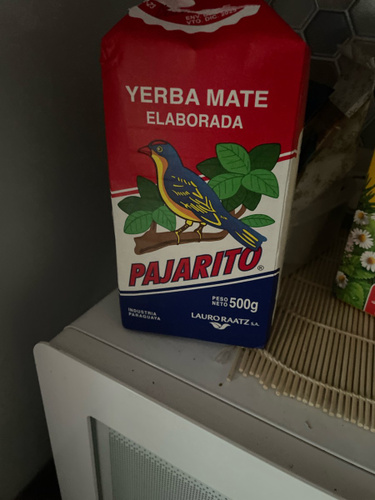 YERBA MATE
ELABORADA
PAJARITO®
INDUSTRIA
PARAGUAYA
PESO
NETO 500g
LAURO RAATZ S.A.